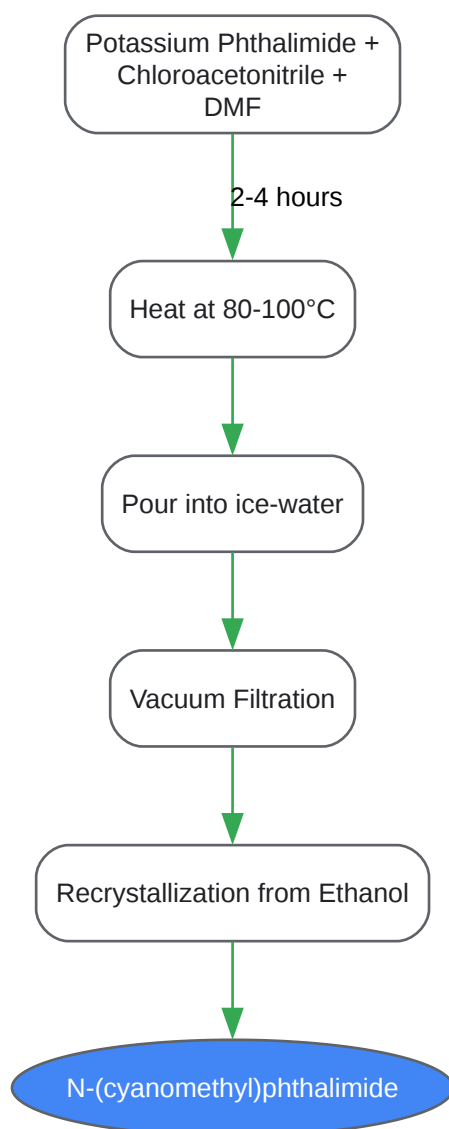 Potassium Phthalimide +
Chloroacetonitrile +
DMF
2-4 hours
Heat at 80-100°C
Pour into ice-water
Vacuum Filtration
Recrystallization from Ethanol
N-(cyanomethyl)phthalimide